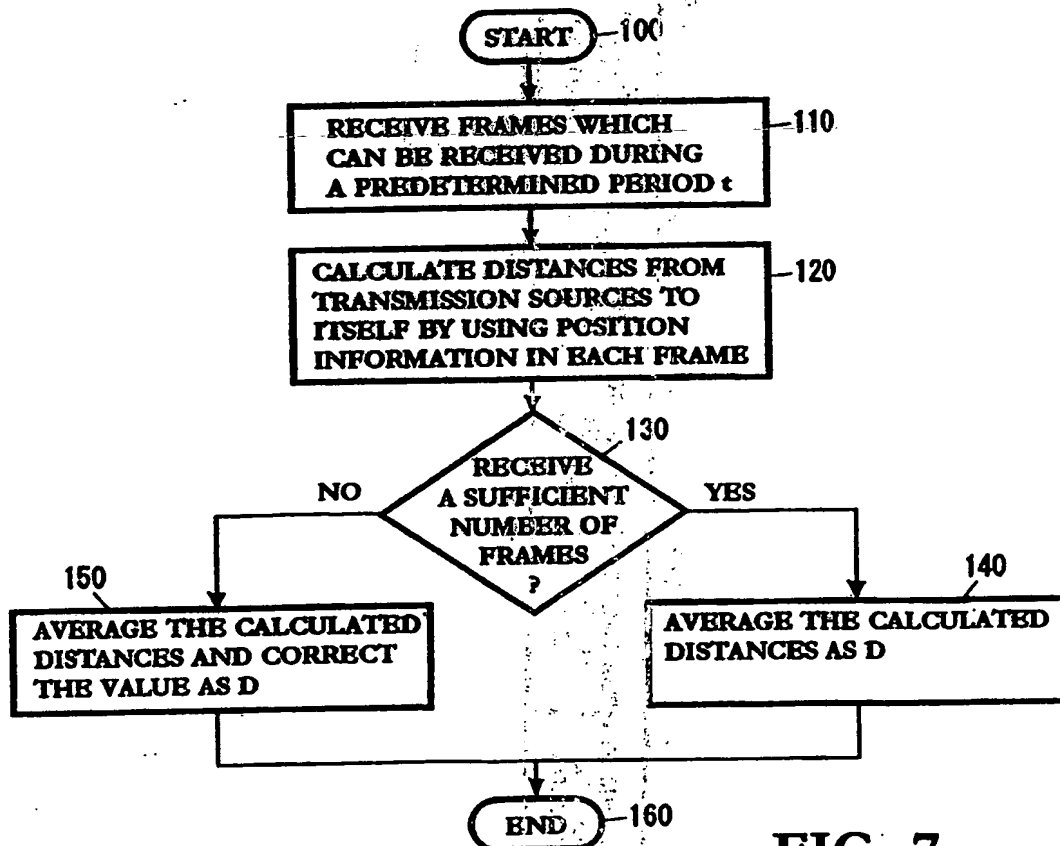 START
100
RECEIVE FRAMES WHICH
CAN BE RECEIVED DURING
A PREDETERMINED PERIOD t
110
CALCULATE DISTANCES FROM
TRANSMISSION SOURCES TO
ITSELF BY USING POSITION
INFORMATION IN EACH FRAME
120
130
RECEIVE
A SUFFICIENT
NUMBER OF
FRAMES
?
NO
YES
150
AVERAGE THE CALCULATED
DISTANCES AND CORRECT
THE VALUE AS D
140
AVERAGE THE CALCULATED
DISTANCES AS D
END
160
FIG. 7